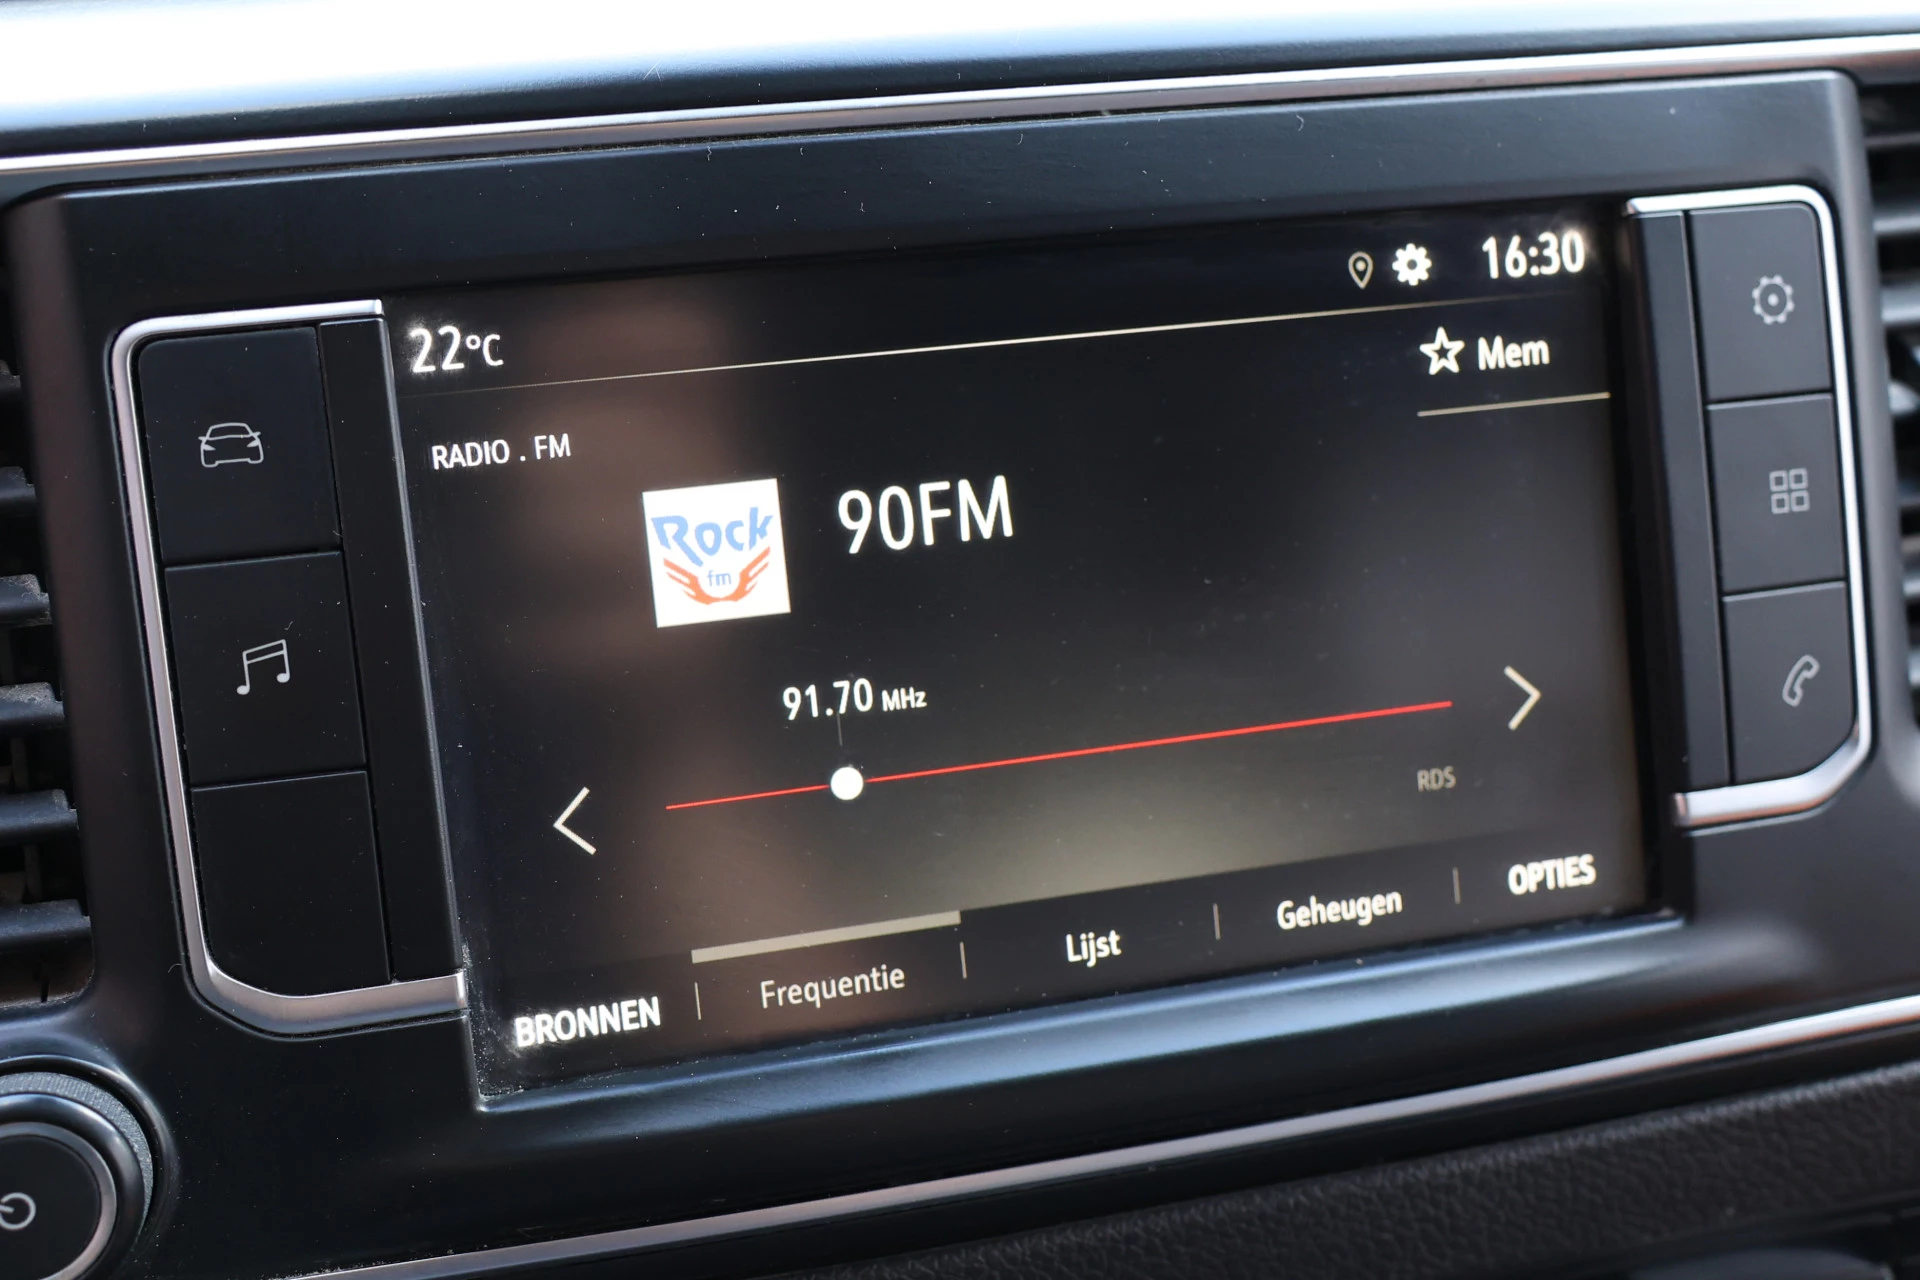 16:30
22°C
Mem
RADIO . FM
Rock
fm
90FM
91.70 MHz
RDS
BRONNEN
Frequentie
Lijst
Geheugen
OPTIES